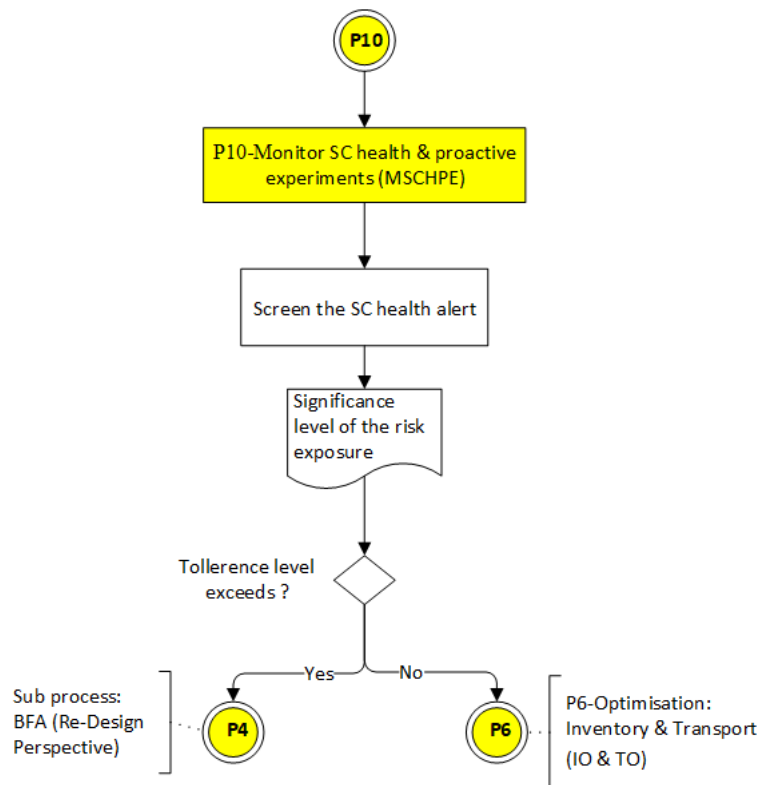 P10
P10-Monitor SC health & proactive
experiments (MSCHPE)
Screen the SC health alert
Significance
level of the risk
exposure
Tollerence level
exceeds ?
Yes
No
Sub process:
BFA (Re-Design
Perspective)
P4
P6
P6-Optimisation:
Inventory & Transport
(IO & TO)